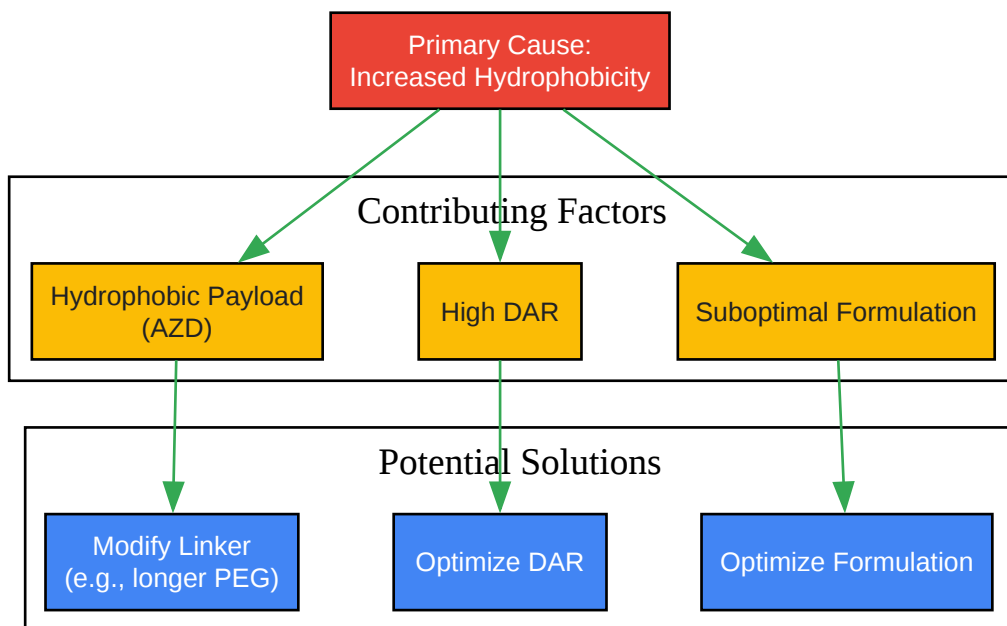 Primary Cause:
Increased Hydrophobicity
Contributing Factors
Hydrophobic Payload
(AZD)
High DAR
Suboptimal Formulation
Potential Solutions
Modify Linker
(e.g., longer PEG)
Optimize DAR
Optimize Formulation